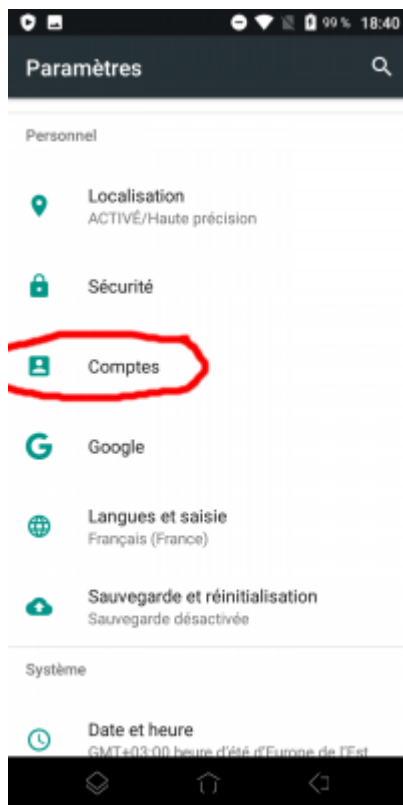 99 % 18:40
Paramètres
Personnel
Localisation
ACTIVÉ/Haute précision
Sécurité
Comptes
Google
Langues et saisie
Français (France)
Sauvegarde et réinitialisation
Sauvegarde désactivée
Système
Date et heure
GMT+03:00 heure d'été d'Europe de l'Est